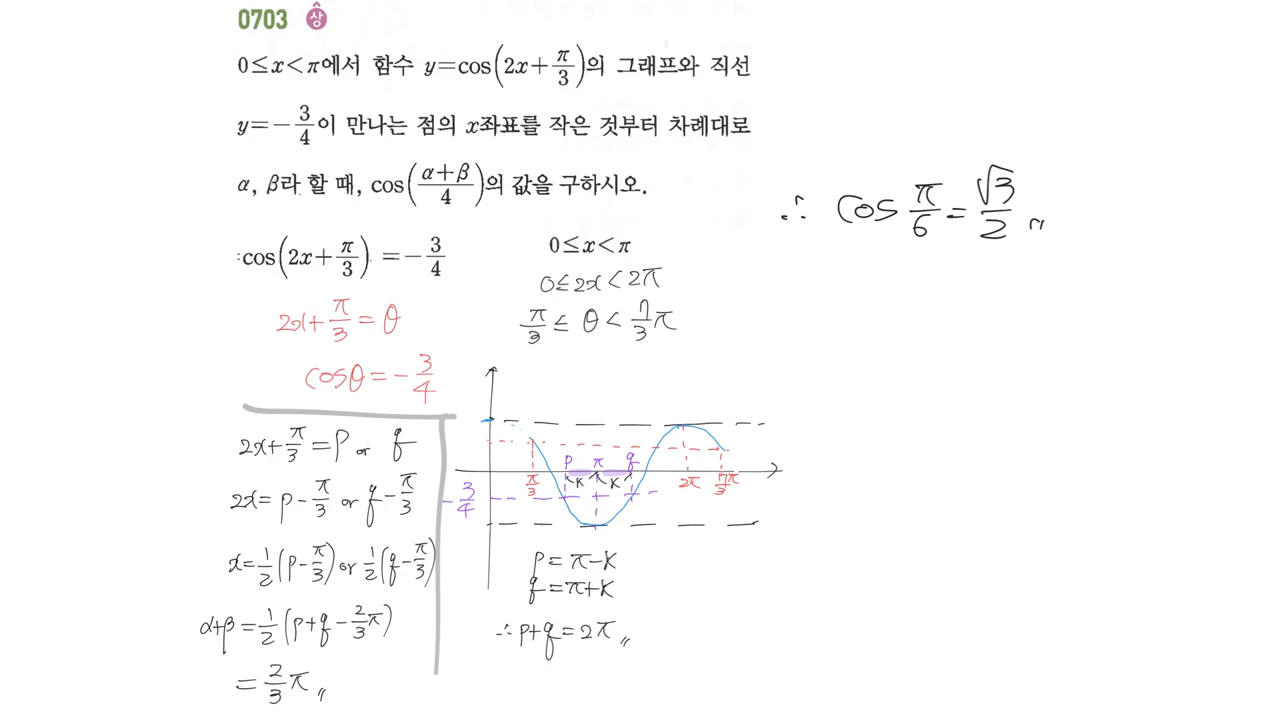 0703 상
0≤x<π에서 함수 y=cos(2x+π/3)의 그래프와 직선
y=-3/4이 만나는 점의 x좌표를 작은 것부터 차례대로
α, β라 할 때, cos((α+β)/4)의 값을 구하시오.
∴ cos π/6 = √3/2 〃
:cos(2x+π/3) = -3/4
0≤x<π
0≤2x<2π
2x+π/3 = θ
π/3 ≤ θ < 7/3 π
cosθ = -3/4
2x+π/3 = p or q
2x = p-π/3 or q-π/3
x = 1/2(p-π/3) or 1/2(q-π/3)
α+β = 1/2(p+q-2/3π)
= 2/3 π 〃
p π q
π/3 K K 2π 7/3π
-3/4
p = π-K
q = π+K
∴ p+q = 2π 〃